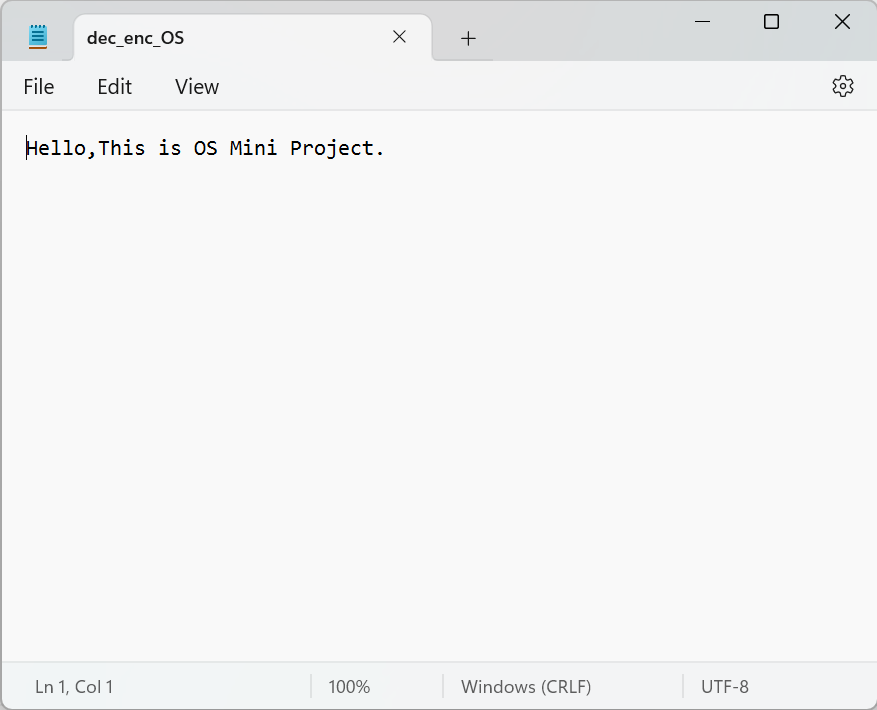 dec_enc_OS
File Edit View
Hello,This is OS Mini Project.
Ln 1, Col 1 100% Windows (CRLF) UTF-8